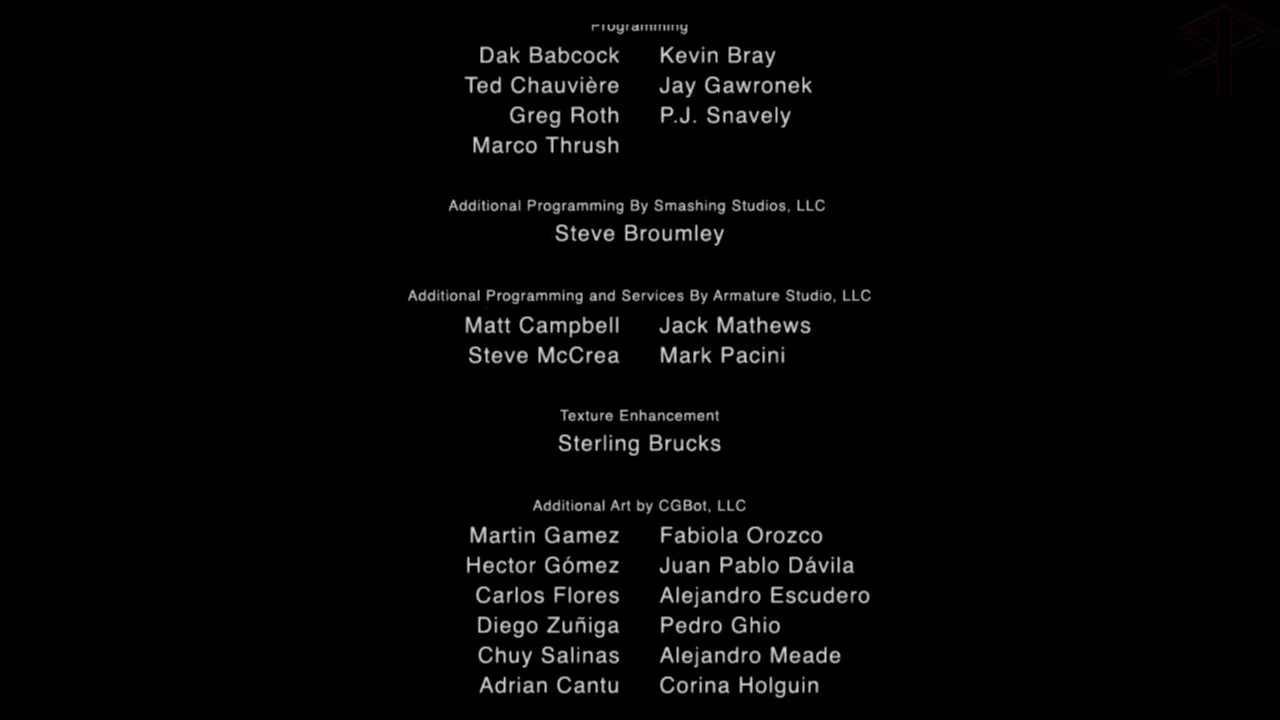 Programming
Dak Babcock Kevin Bray
Ted Chauvière Jay Gawronek
Greg Roth P.J. Snavely
Marco Thrush
Additional Programming By Smashing Studios, LLC
Steve Broumley
Additional Programming and Services By Armature Studio, LLC
Matt Campbell Jack Mathews
Steve McCrea Mark Pacini
Texture Enhancement
Sterling Brucks
Additional Art by CGBot, LLC
Martin Gamez Fabiola Orozco
Hector Gómez Juan Pablo Dávila
Carlos Flores Alejandro Escudero
Diego Zuñiga Pedro Ghio
Chuy Salinas Alejandro Meade
Adrian Cantu Corina Holguin